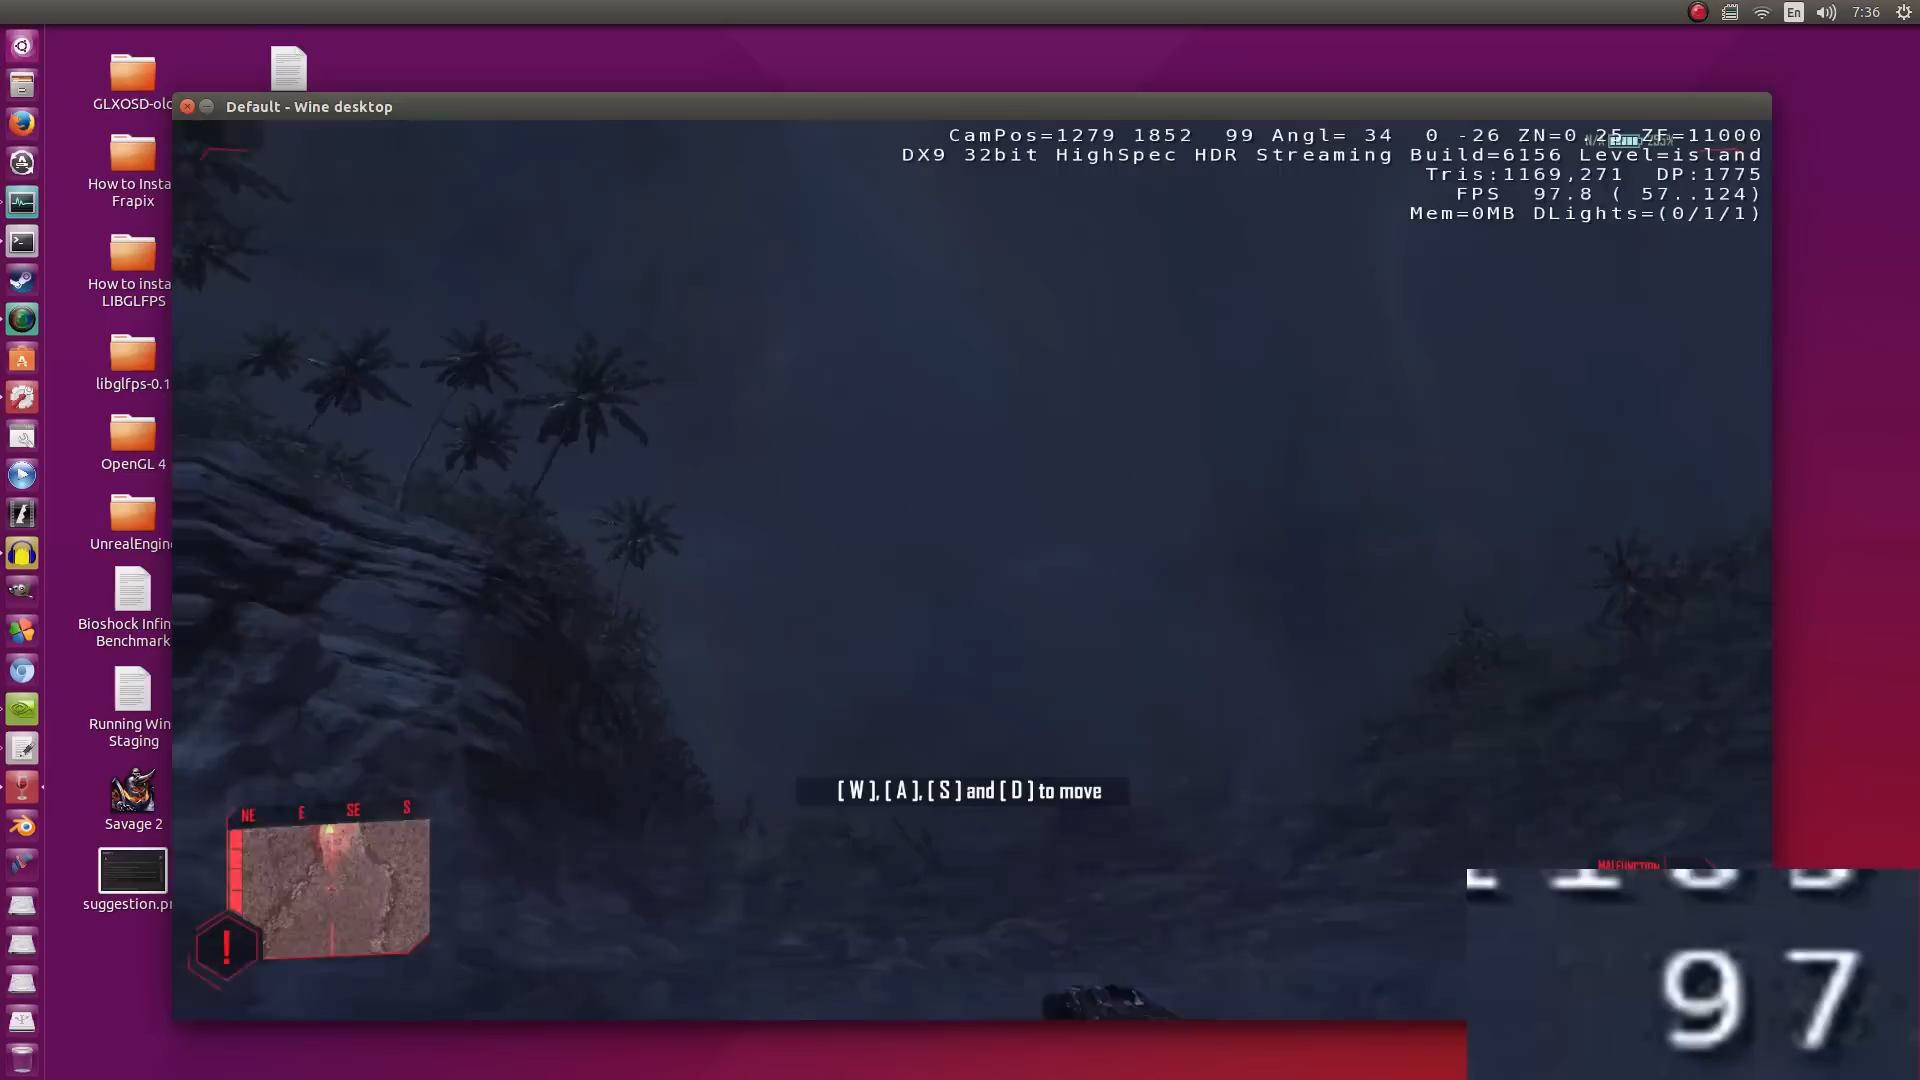 En
7:36
GLXOSD-old
How to Insta
Frapix
How to insta
LIBGLFPS
libglfps-0.1
OpenGL 4
UnrealEngin
Bioshock Infin
Benchmark
Running Win
Staging
Savage 2
suggestion.pn
Default - Wine desktop
CamPos=1279 1852 99 Angl= 34 0 -26 ZN=0.25 ZF=11000
DX9 32bit HighSpec HDR Streaming Build=6156 Level=island
Tris:1169,271 DP:1775
FPS 97.8 ( 57..124)
Mem=0MB DLights=(0/1/1)
[ W ], [ A ], [ S ] and [ D ] to move
NE E SE S
!
MALFUNCTION
97